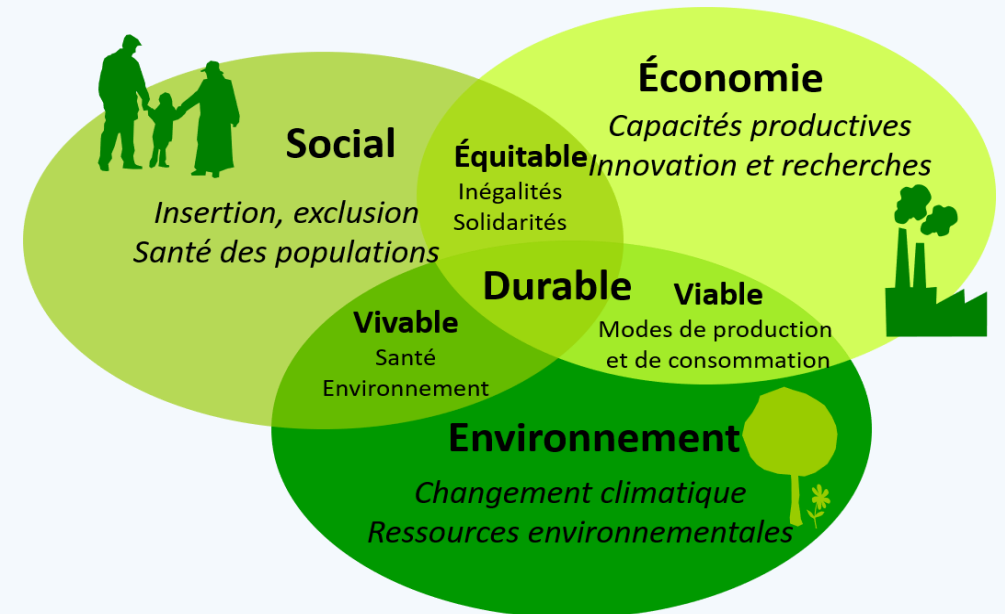 Économie
Capacités productives
Innovation et recherches
Social
Insertion, exclusion
Santé des populations
Équitable
Inégalités
Solidarités
Durable
Viable
Modes de production
et de consommation
Vivable
Santé
Environnement
Environnement
Changement climatique
Ressources environnementales